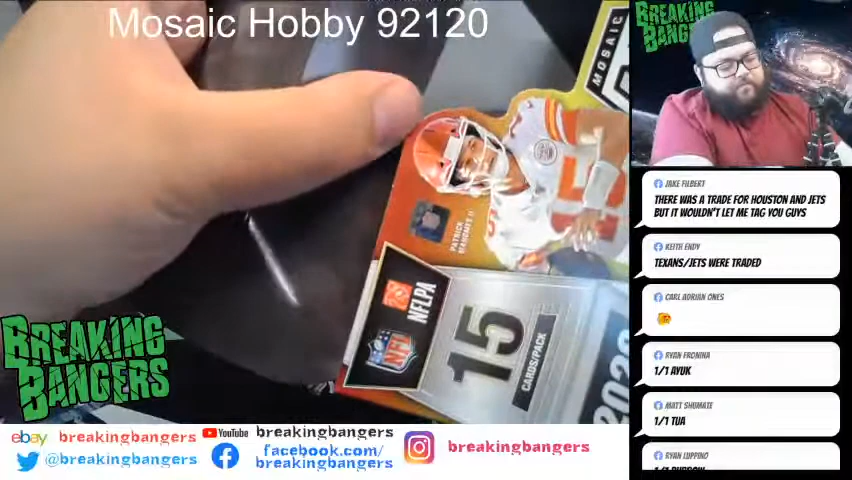 Mosaic Hobby 92120
BREAKING
BANGERS
MOSAIC
PATRICK
MAHOMES II
NFLPA
NFL
15
CARDS/PACK
BREAKING
BANGERS
ebay breakingbangers
YouTube breakingbangers
@breakingbangers
facebook.com/
breakingbangers
breakingbangers
JAKE FILBERT
THERE WAS A TRADE FOR HOUSTON AND JETS
BUT IT WOULDN'T LET ME TAG YOU GUYS
KEITH ENDY
TEXANS/JETS WERE TRADED
CARL ADRIAN ONES
RYAN FRONINA
1/1 AYUK
MATT SHUMATE
1/1 TUA
RYAN LUPPINO